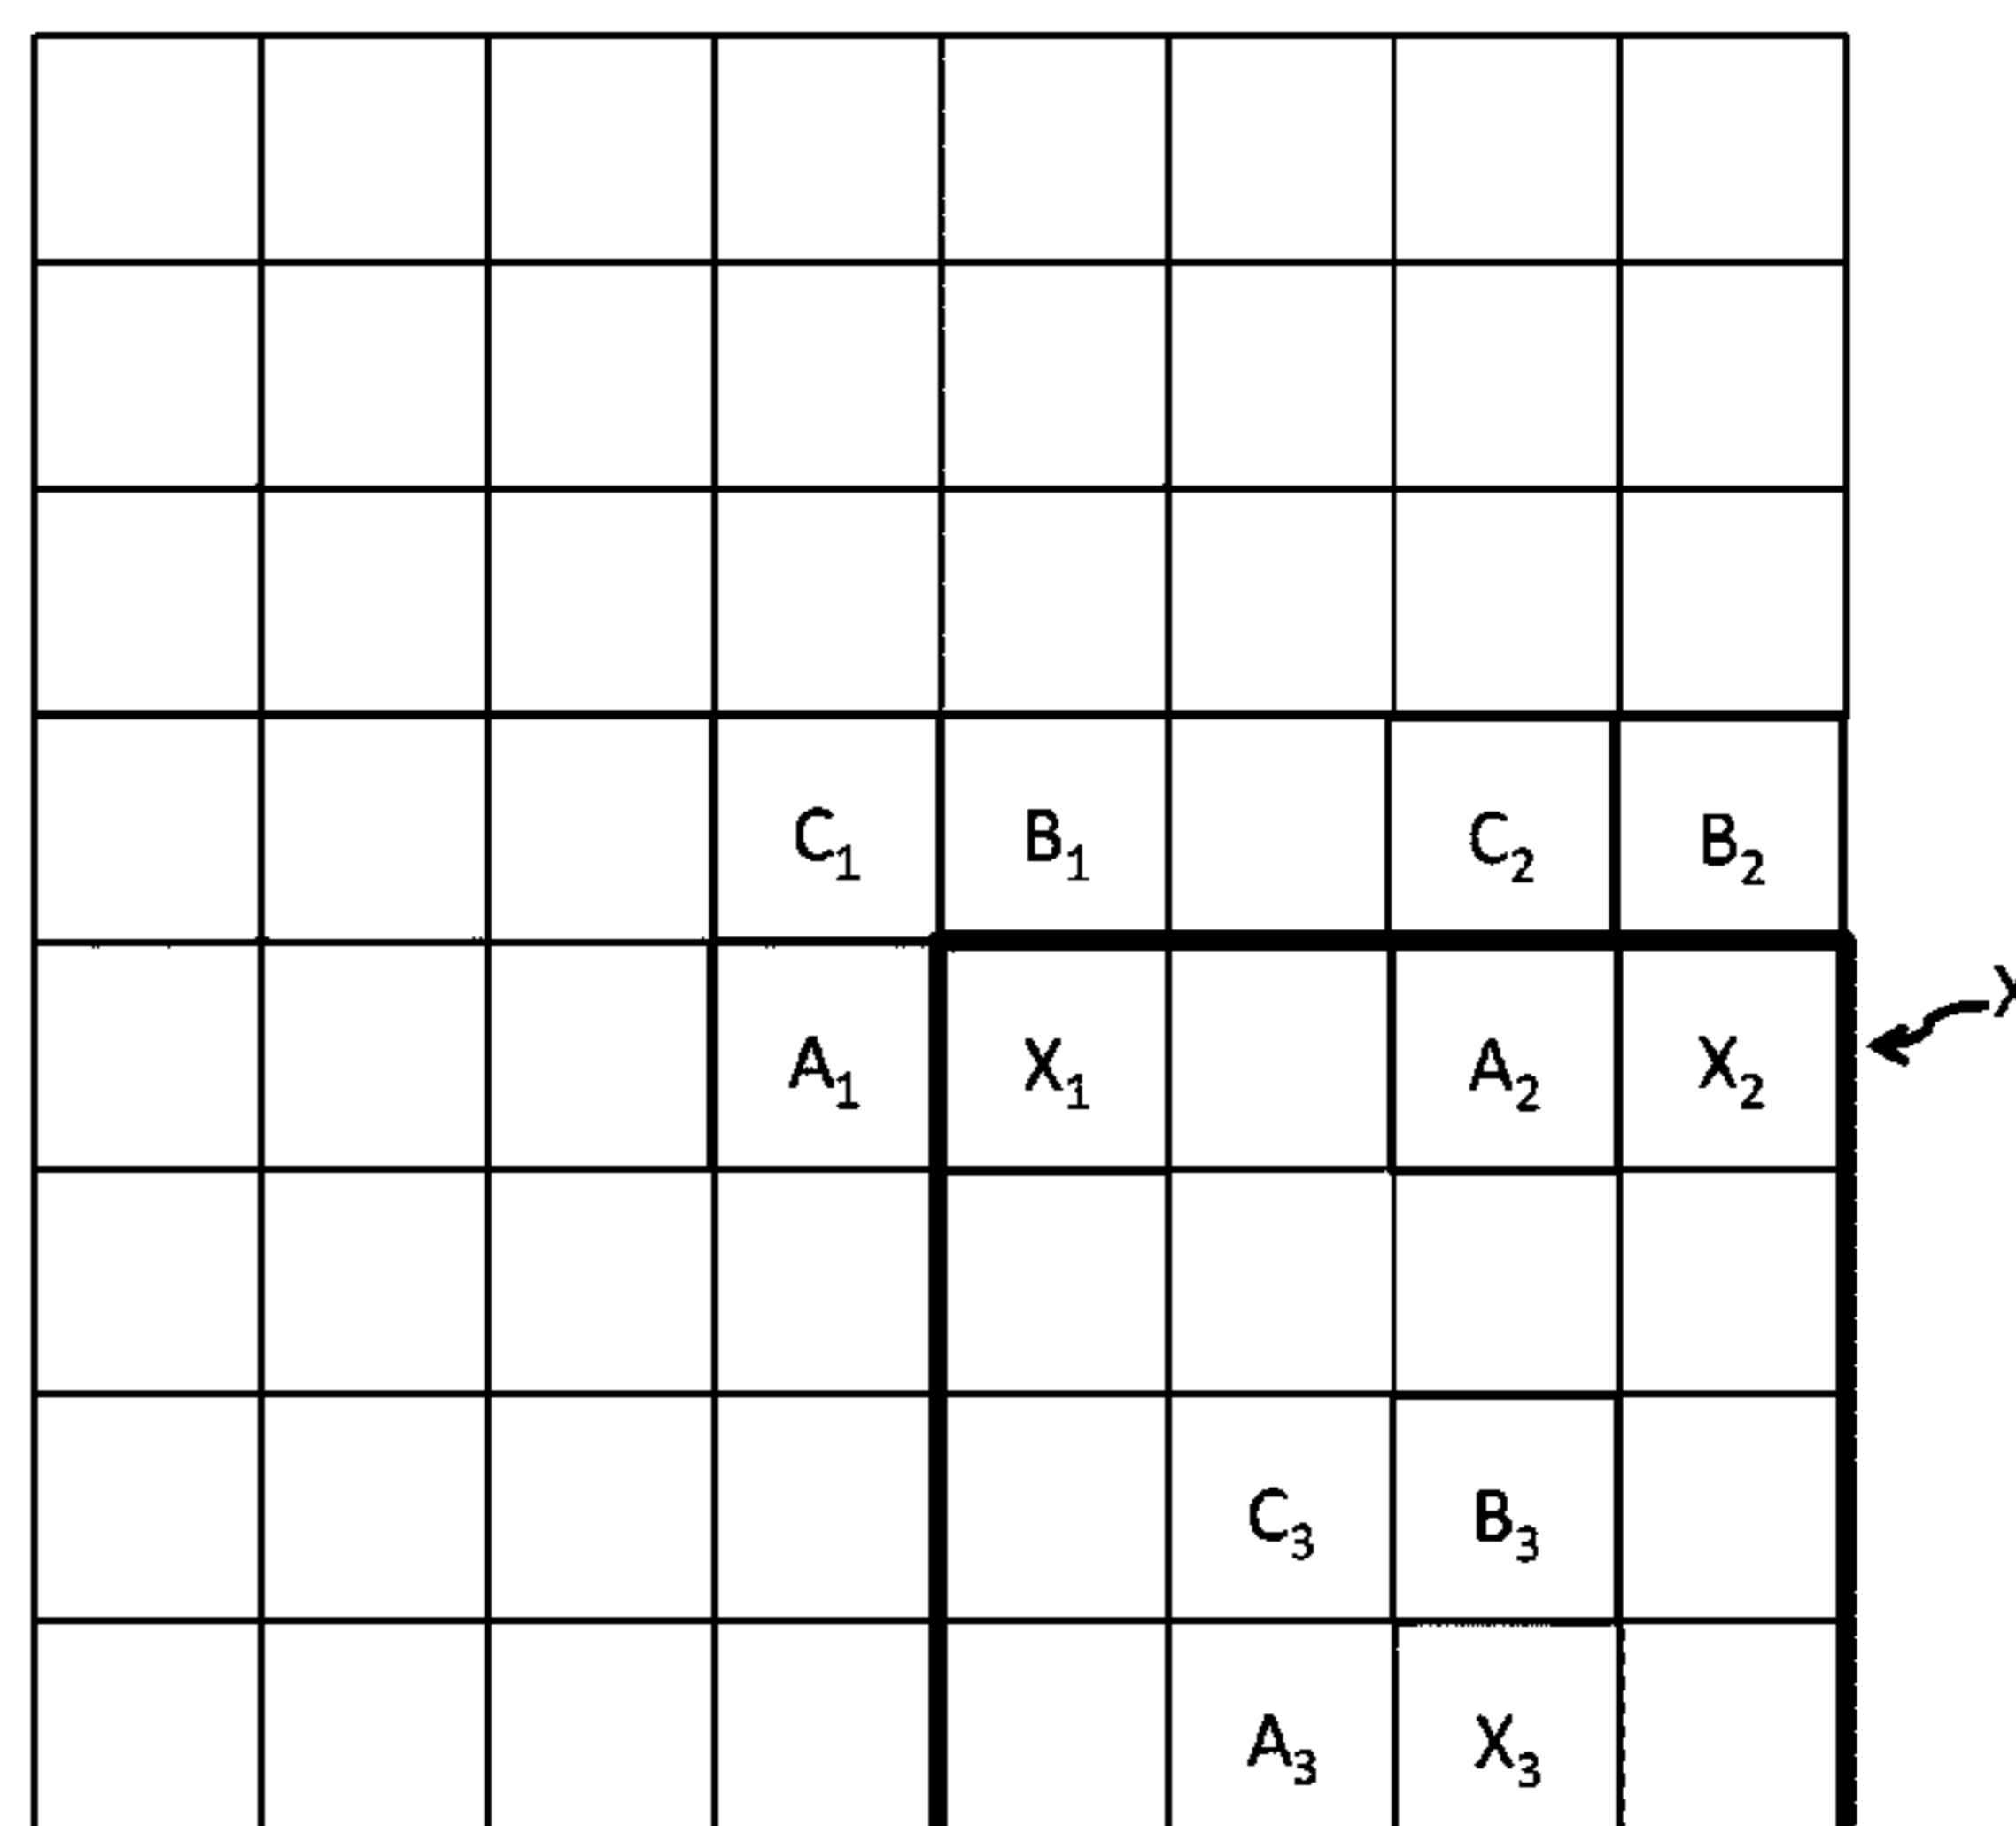 C₁ B₁ C₂ B₂
A₁ X₁ A₂ X₂
C₃ B₃
A₃ X₃